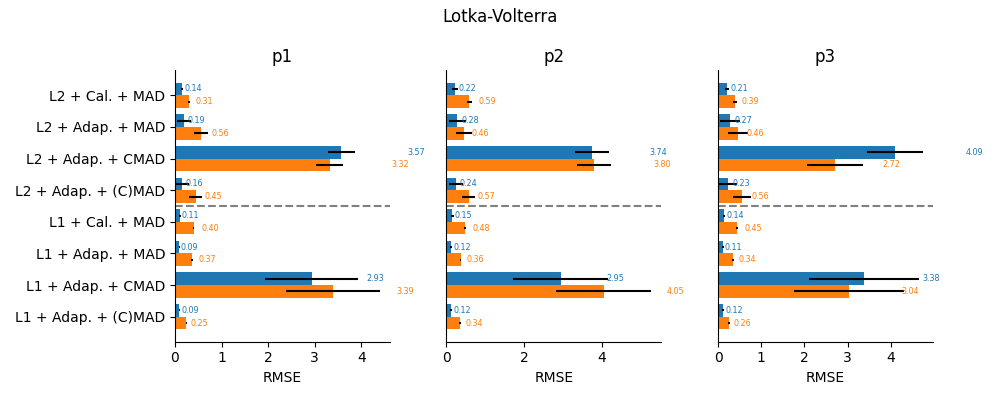 Lotka-Volterra
p1
p2
p3
L2 + Cal. + MAD
0.14
0.31
0.22
0.59
0.21
0.39
L2 + Adap. + MAD
0.19
0.56
0.28
0.46
0.27
0.46
L2 + Adap. + CMAD
3.57
3.32
3.74
3.80
4.09
2.72
L2 + Adap. + (C)MAD
0.16
0.45
0.24
0.57
0.23
0.56
L1 + Cal. + MAD
0.11
0.40
0.15
0.48
0.14
0.45
L1 + Adap. + MAD
0.09
0.37
0.12
0.36
0.11
0.34
L1 + Adap. + CMAD
2.93
3.39
2.95
4.05
3.38
3.04
L1 + Adap. + (C)MAD
0.09
0.25
0.12
0.34
0.12
0.26
0 1 2 3 4
0 2 4
0 1 2 3 4
RMSE
RMSE
RMSE